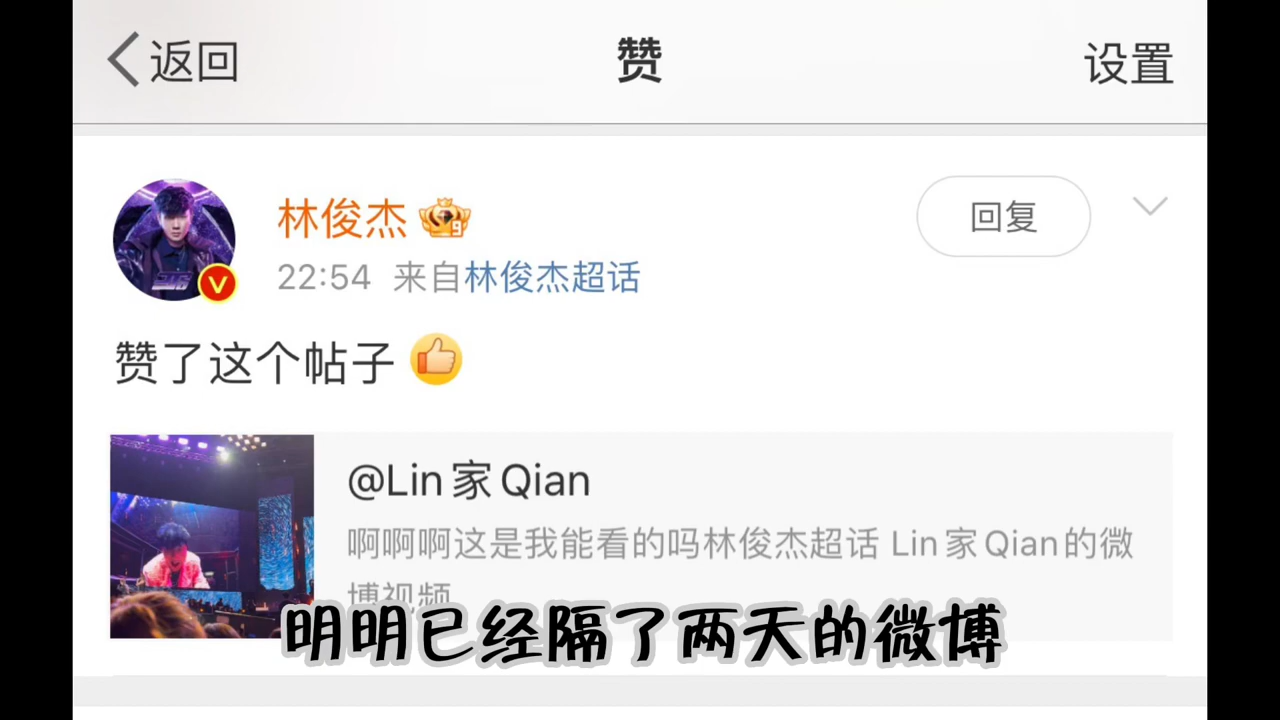 返回
赞
设置
林俊杰
回复
22:54 来自林俊杰超话
赞了这个帖子
@Lin家Qian
啊啊啊这是我能看的吗林俊杰超话 Lin家Qian的微
博视频
明明已经隔了两天的微博